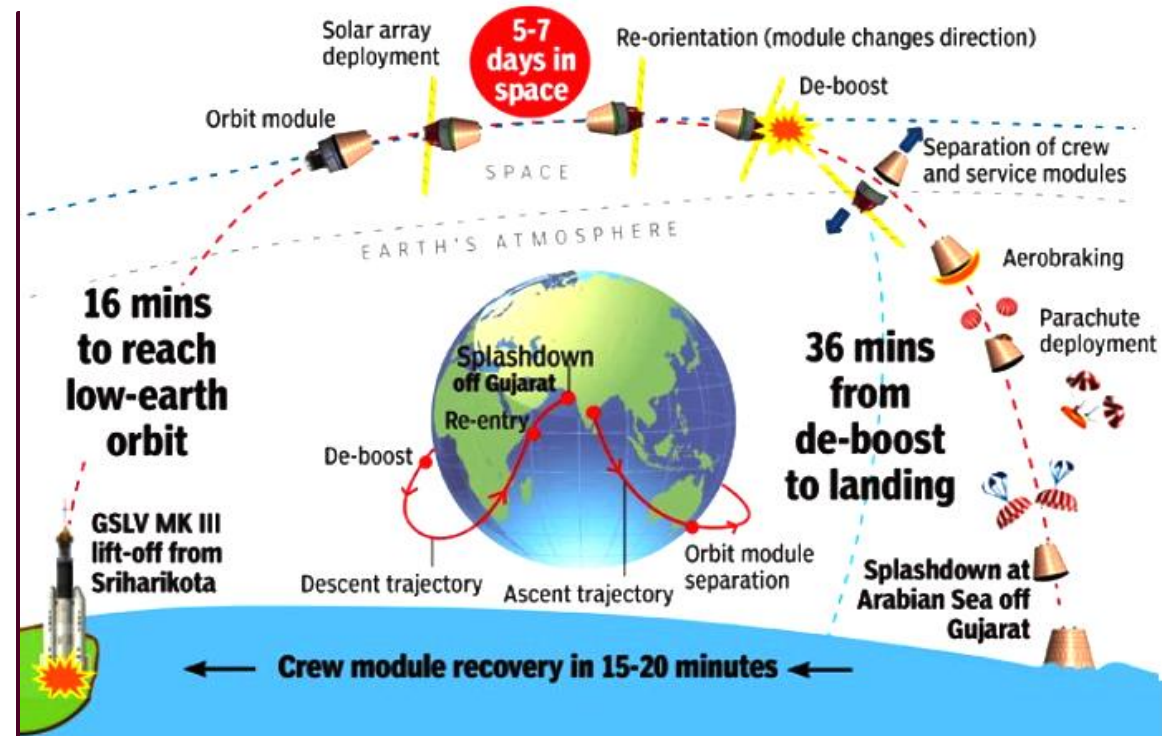 Solar array
deployment
5-7
days in
space
Re-orientation (module changes direction)
De-boost
Orbit module
Separation of crew
and service modules
SPACE
EARTH'S ATMOSPHERE
Aerobraking
16 mins
to reach
low-earth
orbit
Parachute
deployment
36 mins
from
de-boost
to landing
Splashdown
off Gujarat
Re-entry
De-boost
GSLV MK III
lift-off from
Sriharikota
Descent trajectory
Ascent trajectory
Orbit module
separation
Splashdown at
Arabian Sea off
Gujarat
Crew module recovery in 15-20 minutes